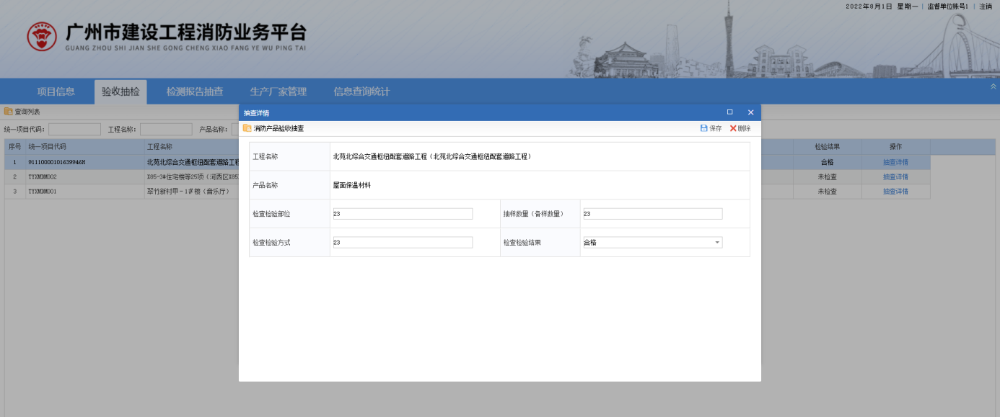 2022年8月1日 星期一 | 监督单位账号1 | 注销
广州市建设工程消防业务平台
GUANG ZHOU SHI JIAN SHE GONG CHENG XIAO FANG YE WU PING TAI
项目信息 验收抽检 检测报告抽查 生产厂家管理 信息查询统计
查询列表
统一项目代码: 工程名称: 产品名称:
序号 统一项目代码 工程名称 检验结果 操作
1 91110000101639946H 北苑北综合交通枢纽配套道路工程 合格 抽查详情
2 TYXMDM002 X85-3#住宅楼等25项（河西区X85 未检查 抽查详情
3 TYXMDM001 翠竹新村甲－1＃楼（音乐厅） 未检查 抽查详情
抽查详情
消防产品验收抽查 保存 删除
工程名称 北苑北综合交通枢纽配套道路工程（北苑北综合交通枢纽配套道路工程）
产品名称 屋面保温材料
检查检验部位 23 抽样数量（备样数量） 23
检查检验方式 23 检查检验结果 合格